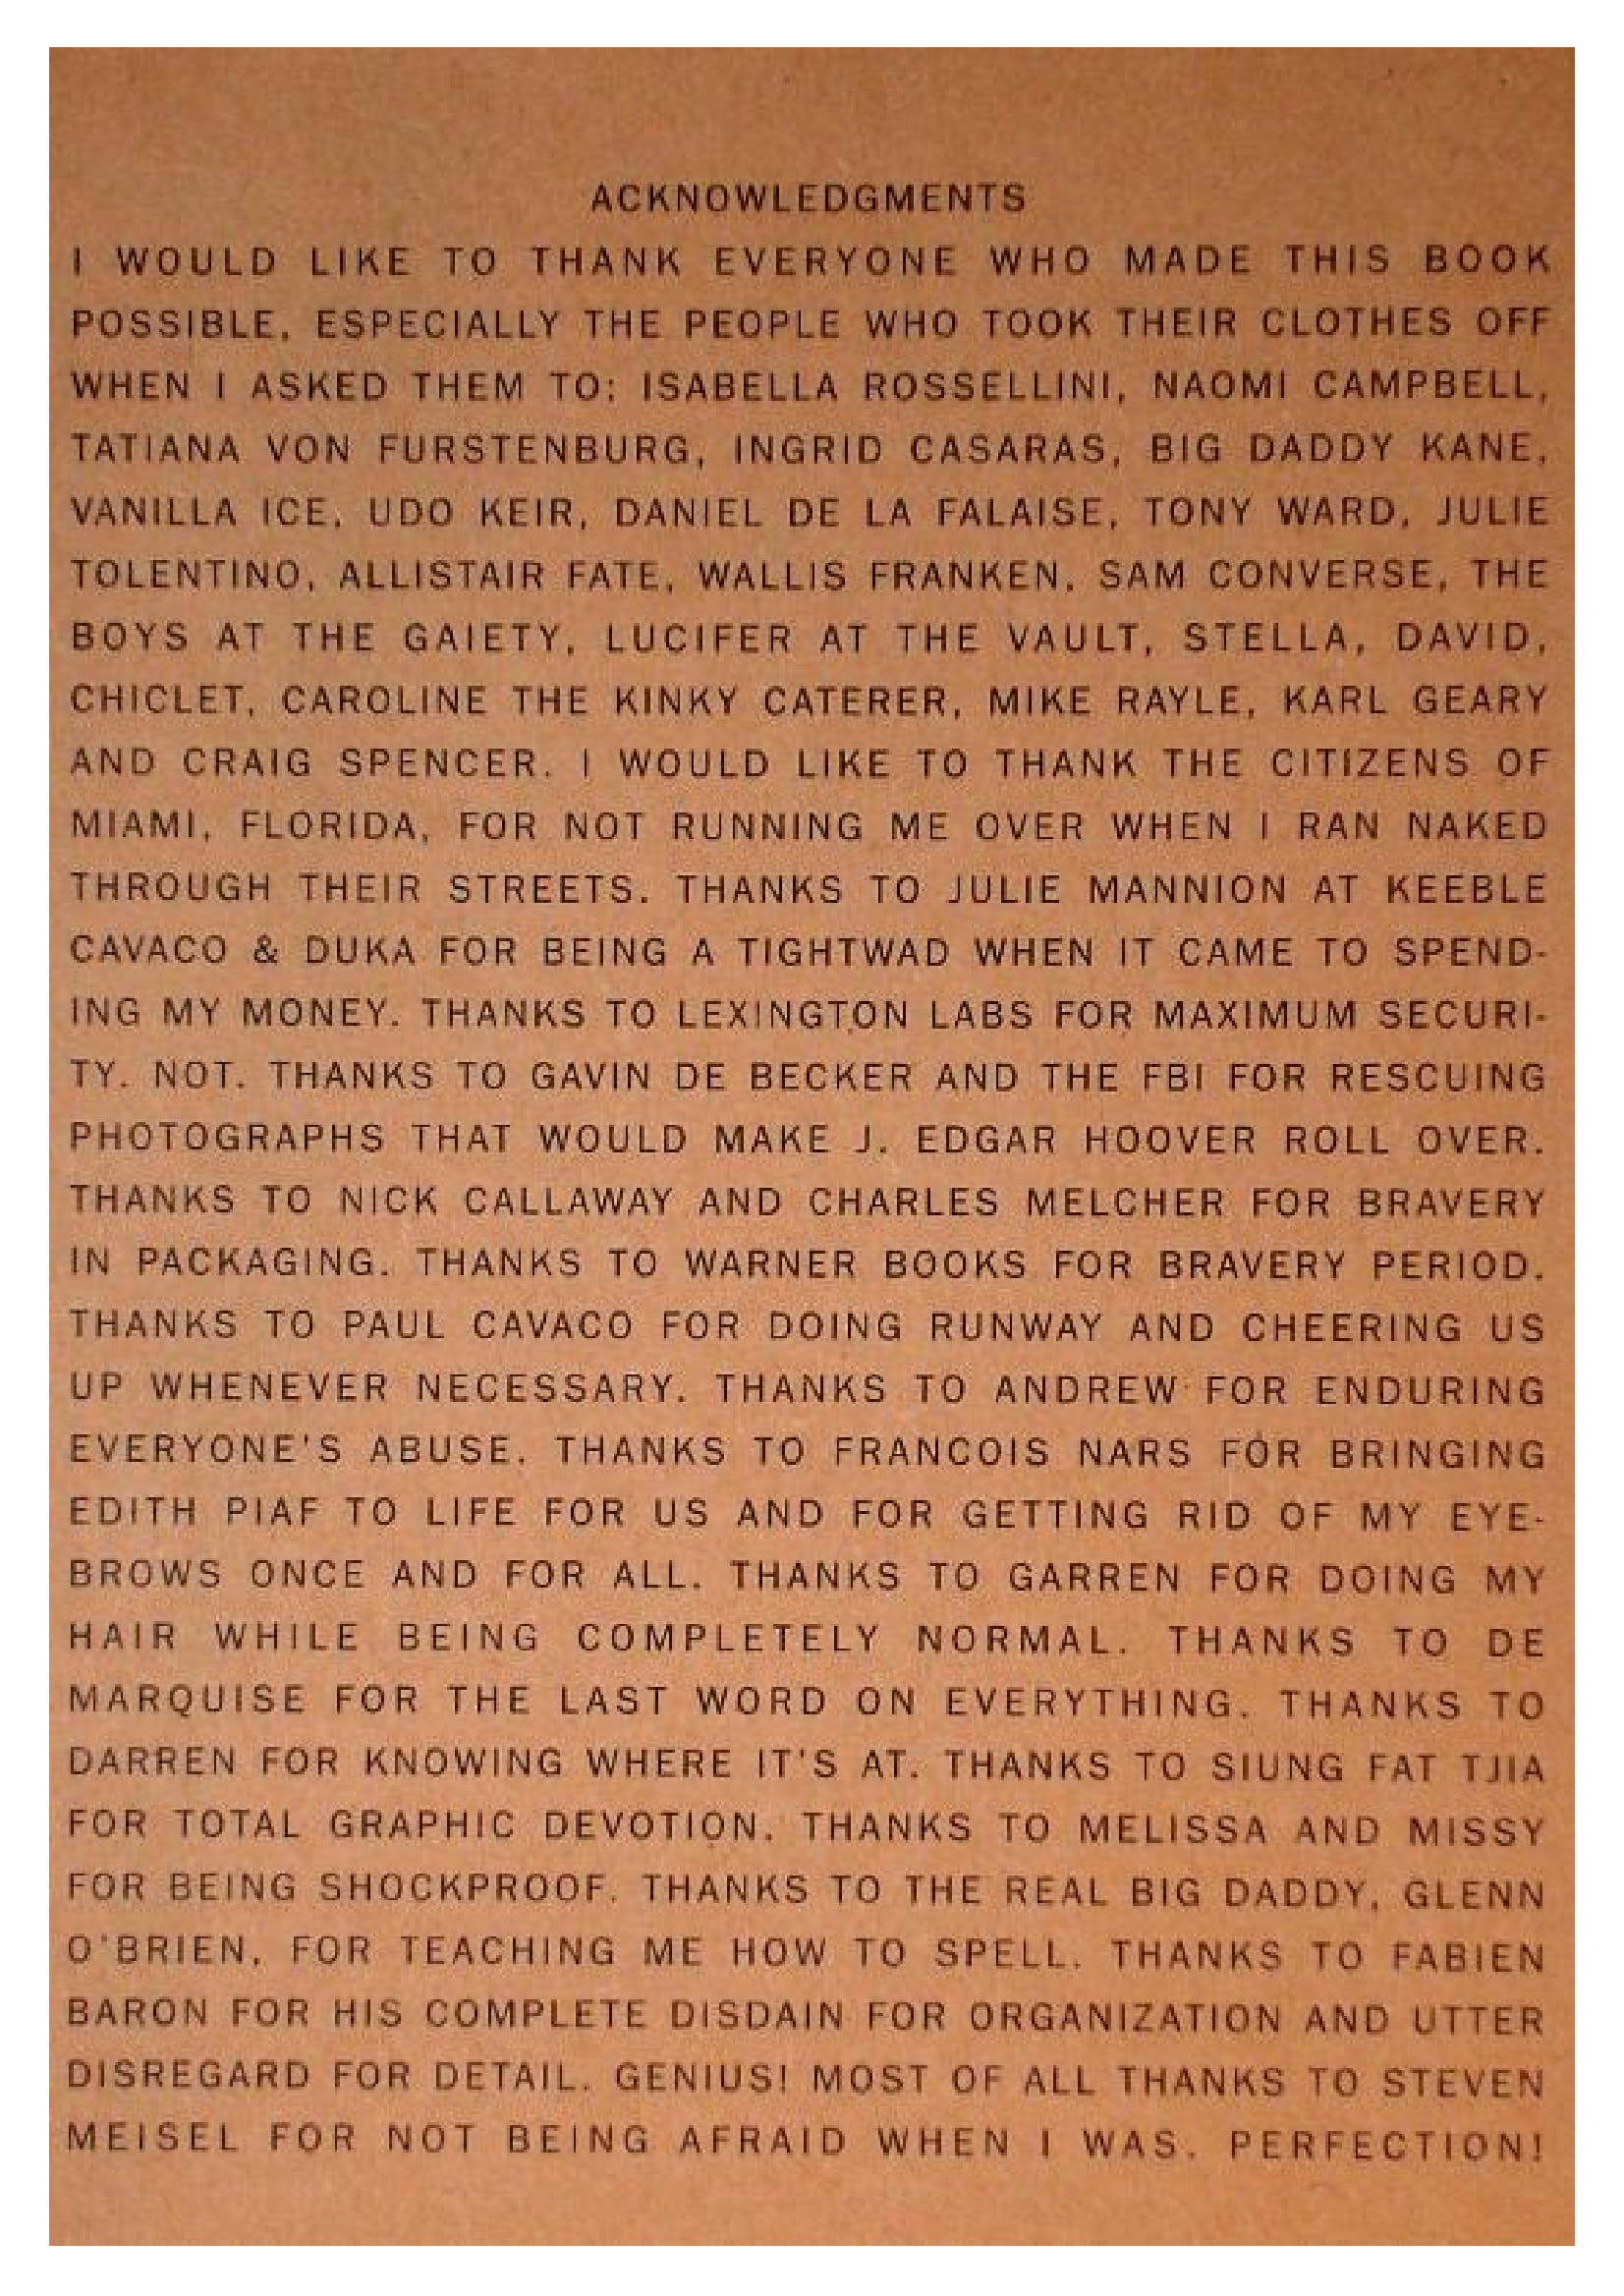 ACKNOWLEDGMENTS
I WOULD LIKE TO THANK EVERYONE WHO MADE THIS BOOK
POSSIBLE, ESPECIALLY THE PEOPLE WHO TOOK THEIR CLOTHES OFF
WHEN I ASKED THEM TO: ISABELLA ROSSELLINI, NAOMI CAMPBELL,
TATIANA VON FURSTENBURG, INGRID CASARAS, BIG DADDY KANE,
VANILLA ICE, UDO KEIR, DANIEL DE LA FALAISE, TONY WARD, JULIE
TOLENTINO, ALLISTAIR FATE, WALLIS FRANKEN, SAM CONVERSE, THE
BOYS AT THE GAIETY, LUCIFER AT THE VAULT, STELLA, DAVID,
CHICLET, CAROLINE THE KINKY CATERER, MIKE RAYLE, KARL GEARY
AND CRAIG SPENCER. I WOULD LIKE TO THANK THE CITIZENS OF
MIAMI, FLORIDA, FOR NOT RUNNING ME OVER WHEN I RAN NAKED
THROUGH THEIR STREETS. THANKS TO JULIE MANNION AT KEEBLE
CAVACO & DUKA FOR BEING A TIGHTWAD WHEN IT CAME TO SPEND-
ING MY MONEY. THANKS TO LEXINGTON LABS FOR MAXIMUM SECURI-
TY. NOT. THANKS TO GAVIN DE BECKER AND THE FBI FOR RESCUING
PHOTOGRAPHS THAT WOULD MAKE J. EDGAR HOOVER ROLL OVER.
THANKS TO NICK CALLAWAY AND CHARLES MELCHER FOR BRAVERY
IN PACKAGING. THANKS TO WARNER BOOKS FOR BRAVERY PERIOD.
THANKS TO PAUL CAVACO FOR DOING RUNWAY AND CHEERING US
UP WHENEVER NECESSARY. THANKS TO ANDREW FOR ENDURING
EVERYONE'S ABUSE. THANKS TO FRANCOIS NARS FOR BRINGING
EDITH PIAF TO LIFE FOR US AND FOR GETTING RID OF MY EYE-
BROWS ONCE AND FOR ALL. THANKS TO GARREN FOR DOING MY
HAIR WHILE BEING COMPLETELY NORMAL. THANKS TO DE
MARQUISE FOR THE LAST WORD ON EVERYTHING. THANKS TO
DARREN FOR KNOWING WHERE IT'S AT. THANKS TO SIUNG FAT TJIA
FOR TOTAL GRAPHIC DEVOTION. THANKS TO MELISSA AND MISSY
FOR BEING SHOCKPROOF. THANKS TO THE REAL BIG DADDY, GLENN
O'BRIEN, FOR TEACHING ME HOW TO SPELL. THANKS TO FABIEN
BARON FOR HIS COMPLETE DISDAIN FOR ORGANIZATION AND UTTER
DISREGARD FOR DETAIL. GENIUS! MOST OF ALL THANKS TO STEVEN
MEISEL FOR NOT BEING AFRAID WHEN I WAS. PERFECTION!